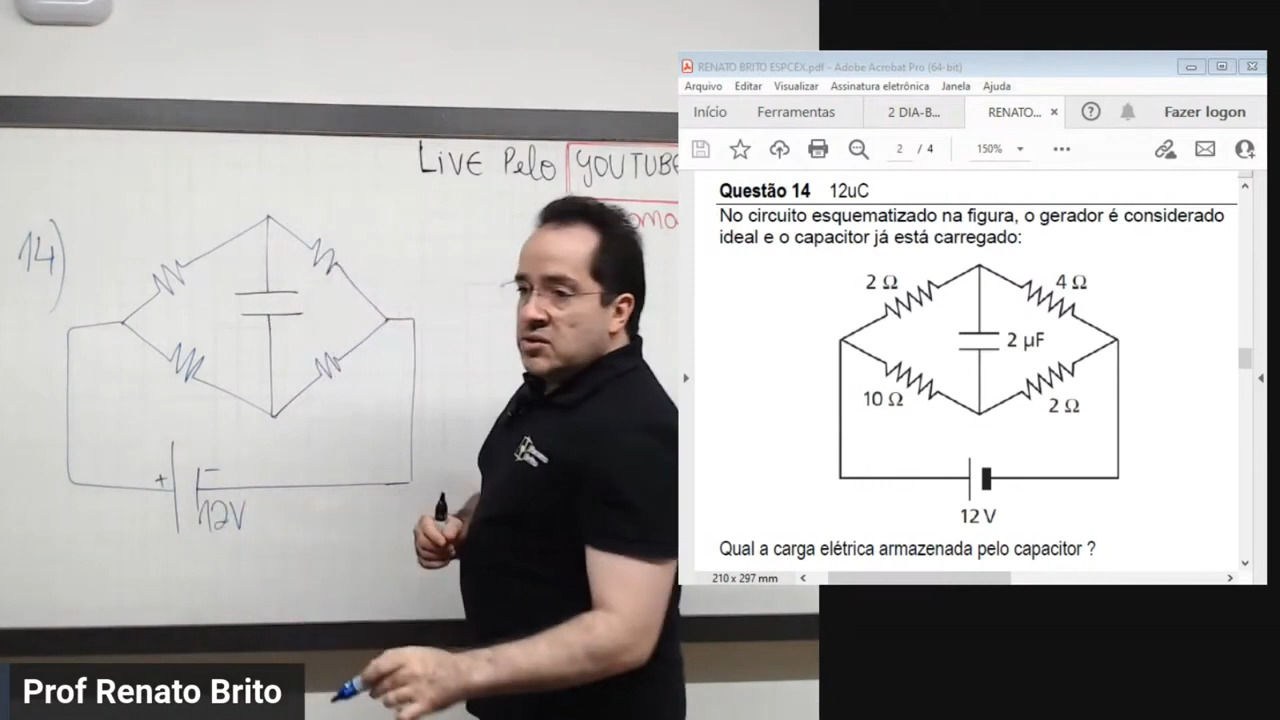 LIVE PELO YOUTUBE
14)
+
-
12V
Prof Renato Brito
RENATO BRITO ESPCEX.pdf - Adobe Acrobat Pro (64-bit)
Arquivo Editar Visualizar Assinatura eletrônica Janela Ajuda
Início Ferramentas 2 DIA-B... RENATO... × ? Fazer logon
2 / 4 150%
Questão 14 12uC
No circuito esquematizado na figura, o gerador é considerado
ideal e o capacitor já está carregado:
2 Ω 4 Ω
2 µF
10 Ω 2 Ω
12 V
Qual a carga elétrica armazenada pelo capacitor ?
210 x 297 mm